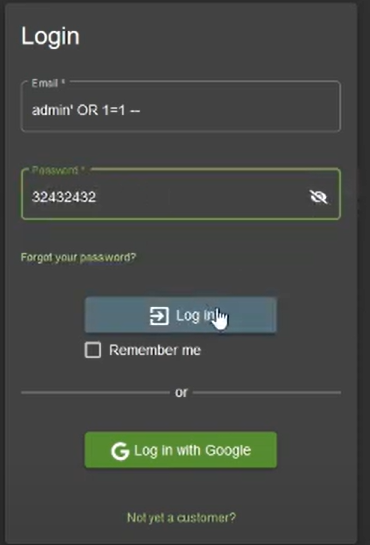 Login
Email *
admin' OR 1=1 --
Password *
32432432
Forgot your password?
Log in
Remember me
or
Log in with Google
Not yet a customer?